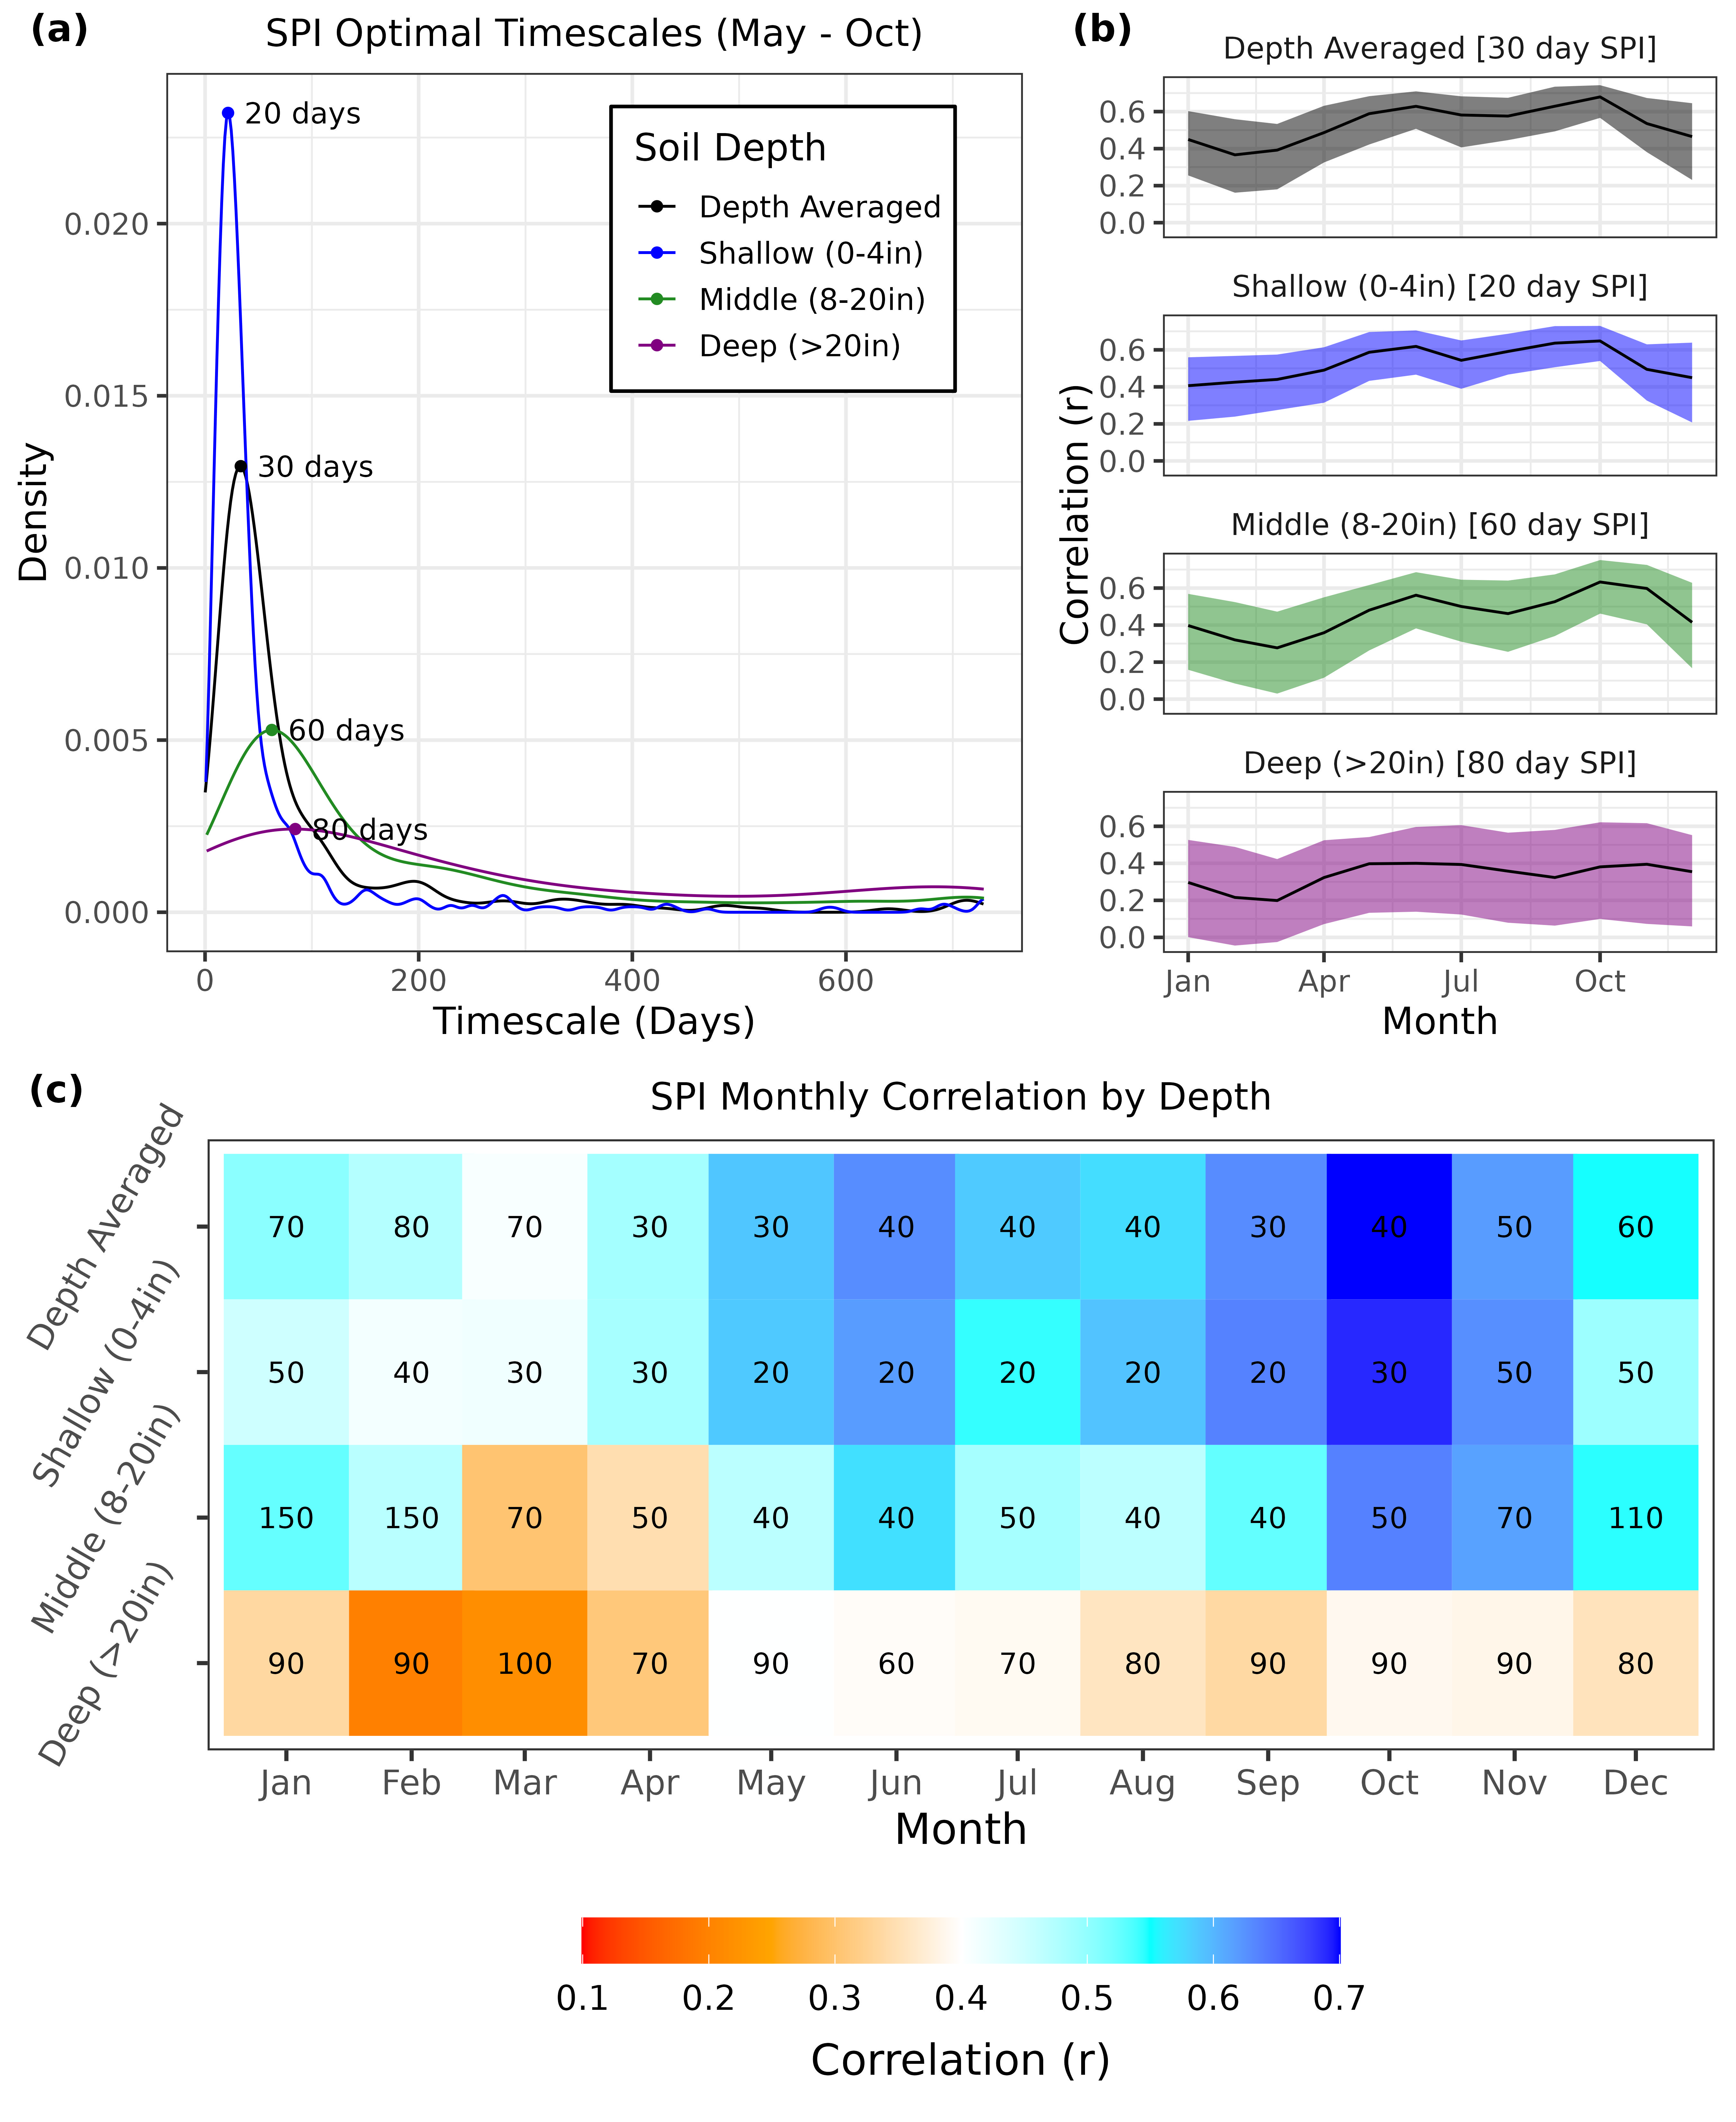 (a)
SPI Optimal Timescales (May - Oct)
Density
0.020
0.015
0.010
0.005
0.000
20 days
30 days
60 days
80 days
Soil Depth
Depth Averaged
Shallow (0-4in)
Middle (8-20in)
Deep (>20in)
0 200 400 600
Timescale (Days)
(b)
Correlation (r)
Depth Averaged [30 day SPI]
0.6
0.4
0.2
0.0
Shallow (0-4in) [20 day SPI]
0.6
0.4
0.2
0.0
Middle (8-20in) [60 day SPI]
0.6
0.4
0.2
0.0
Deep (>20in) [80 day SPI]
0.6
0.4
0.2
0.0
Jan Apr Jul Oct
Month
(c)
SPI Monthly Correlation by Depth
Depth Averaged
70 80 70 30 30 40 40 40 30 40 50 60
Shallow (0-4in)
50 40 30 30 20 20 20 20 20 30 50 50
Middle (8-20in)
150 150 70 50 40 40 50 40 40 50 70 110
Deep (>20in)
90 90 100 70 90 60 70 80 90 90 90 80
Jan Feb Mar Apr May Jun Jul Aug Sep Oct Nov Dec
Month
0.1 0.2 0.3 0.4 0.5 0.6 0.7
Correlation (r)